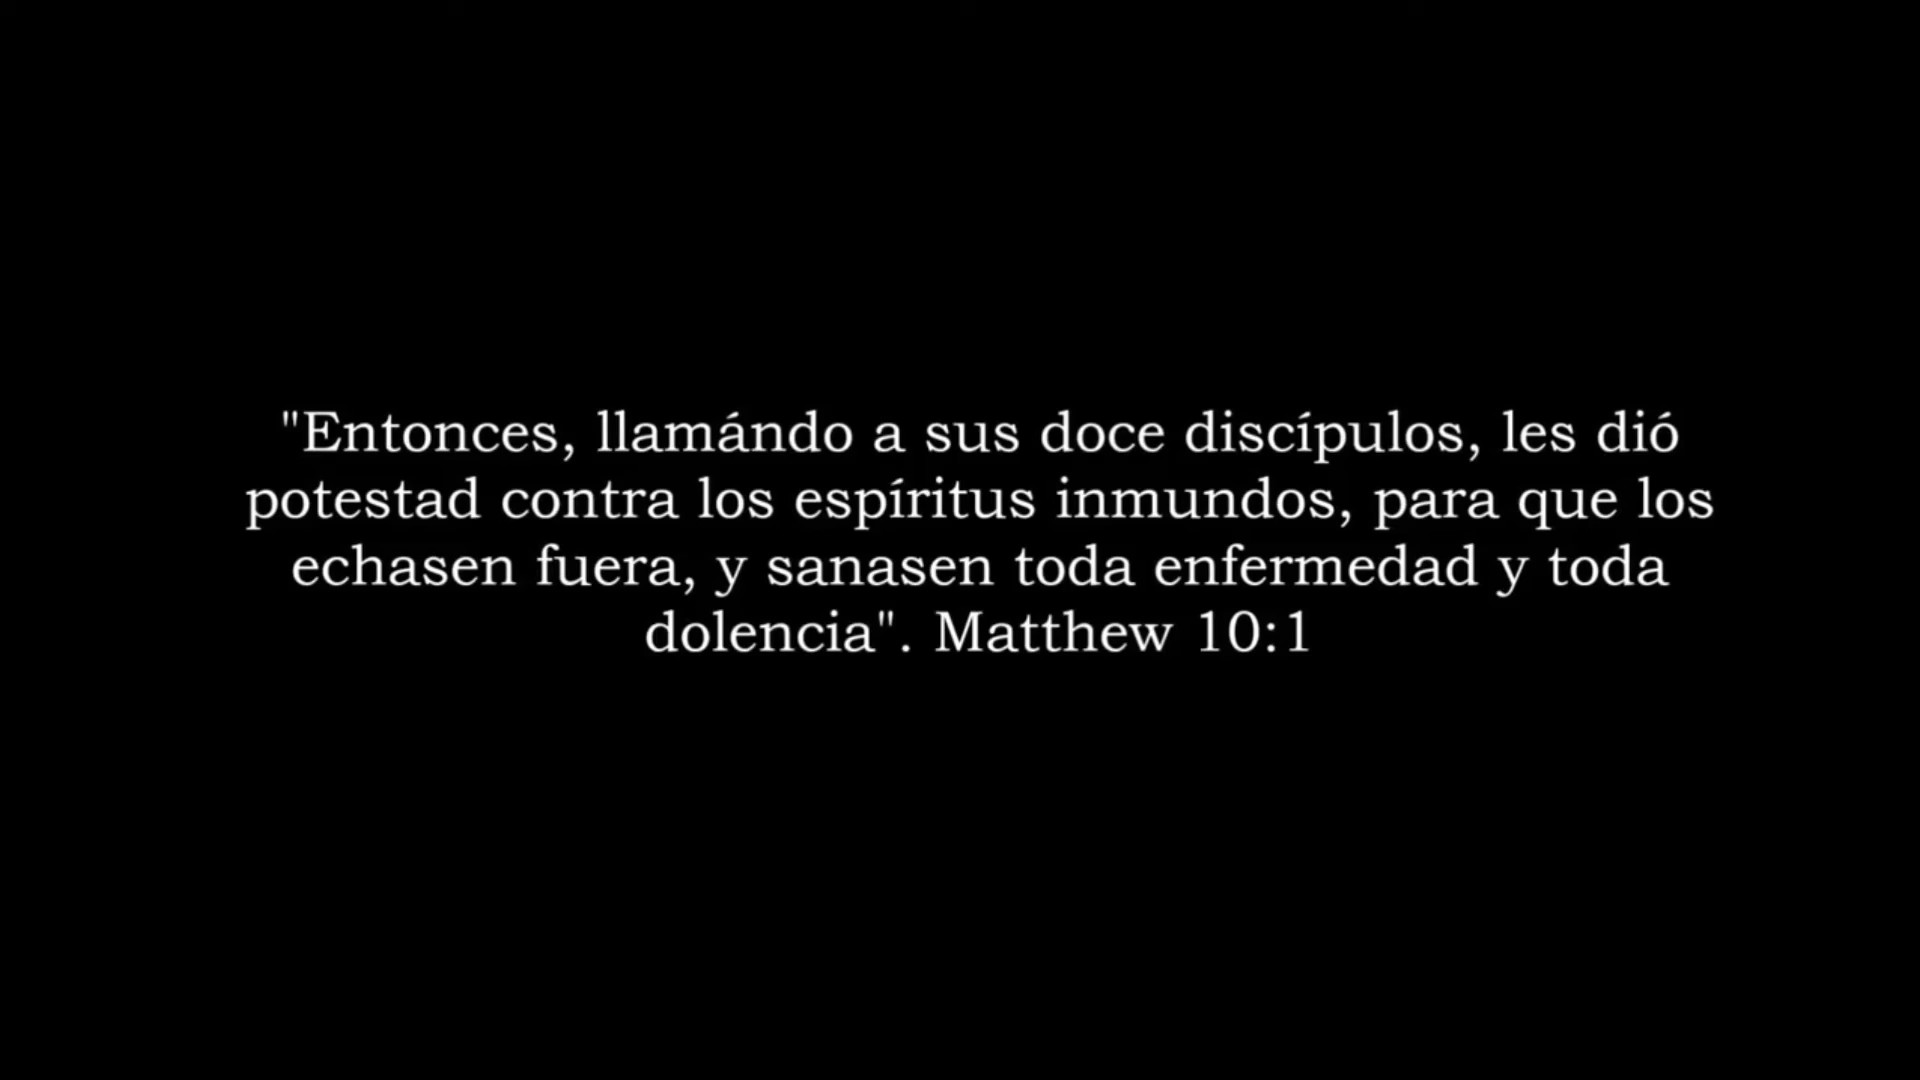 "Entonces, llamándo a sus doce discípulos, les dió
potestad contra los espíritus inmundos, para que los
echasen fuera, y sanasen toda enfermedad y toda
dolencia". Matthew 10:1